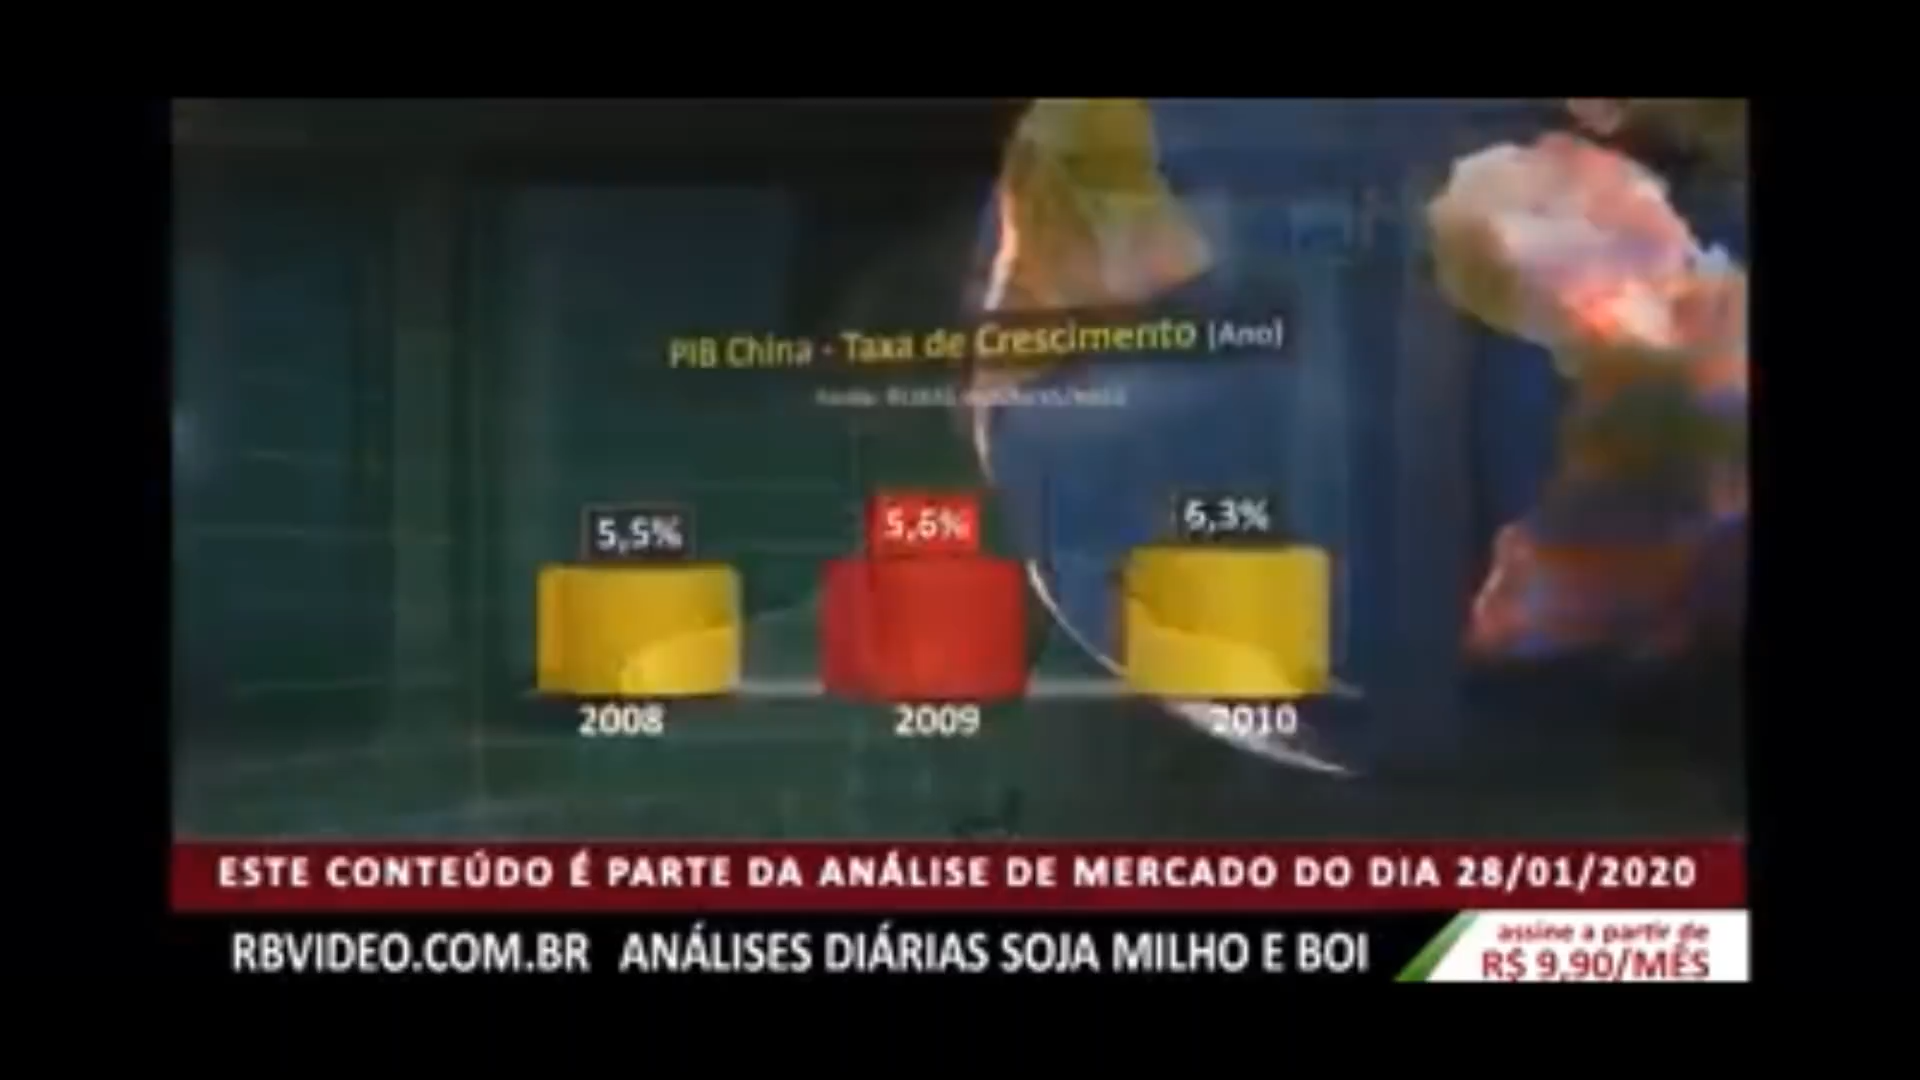 PIB China - Taxa de Crescimento (Ano)
5,5%
5,6%
6,3%
2008
2009
2010
ESTE CONTEÚDO É PARTE DA ANÁLISE DE MERCADO DO DIA 28/01/2020
RBVIDEO.COM.BR ANÁLISES DIÁRIAS SOJA MILHO E BOI
assine a partir de
R$ 9,90/MÊS